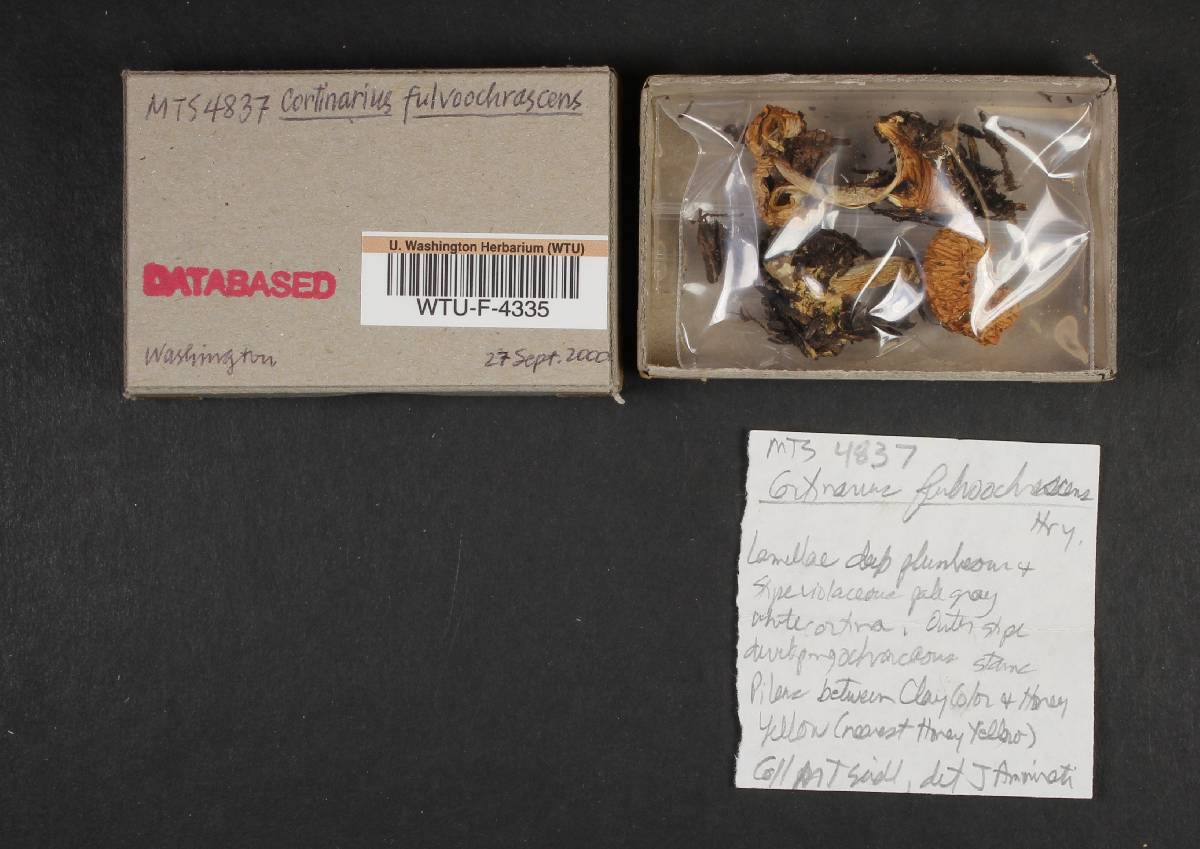 MTS 4837 Cortinarius fulvoochrascens
DATABASED
U. Washington Herbarium (WTU)
WTU-F-4335
Washington
27 Sept. 2000
MTS 4837
Cortinarius fulvoochrascens
Hry.
Lamellae deep plumbeous +
Stipe violaceous pale gray
white cortina. Outer stipe
developing ochraceous stains
Pileus between Clay Color & Honey
Yellow (nearest Honey Yellow)
Coll M T Seidl, det J Ammirati